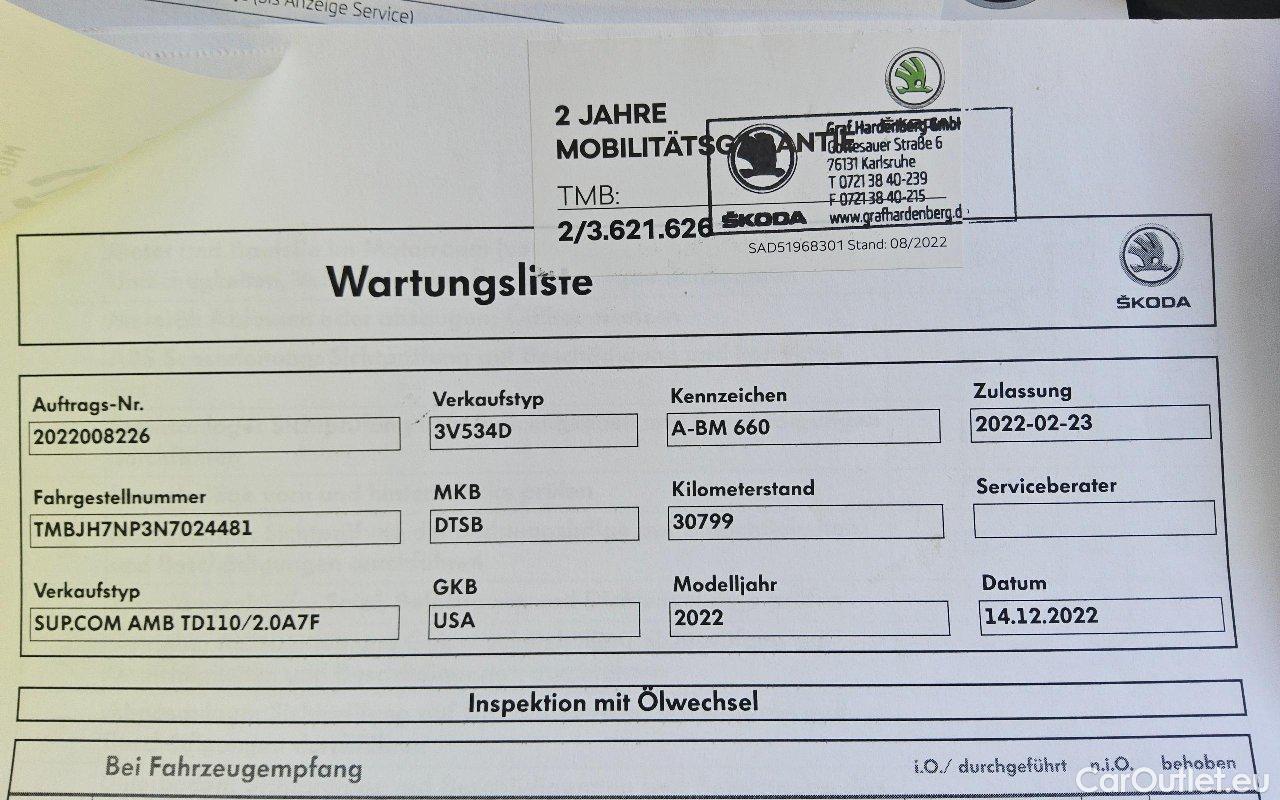 Anzeige Service)
2 JAHRE
MOBILITÄTSGARANTIE
TMB:
2/3.621.626
SAD51968301 Stand: 08/2022
ŠKODA
Graf Hardenberg GmbH
Gottesauer Straße 6
76131 Karlsruhe
T 0721 38 40-239
F 0721 38 40-215
www.grafhardenberg.d
Wartungsliste
ŠKODA
Auftrags-Nr. Verkaufstyp Kennzeichen Zulassung
2022008226 3V534D A-BM 660 2022-02-23
Fahrgestellnummer MKB Kilometerstand Serviceberater
TMBJH7NP3N7024481 DTSB 30799
Verkaufstyp GKB Modelljahr Datum
SUP.COM AMB TD110/2.0A7F USA 2022 14.12.2022
Inspektion mit Ölwechsel
Bei Fahrzeugempfang i.O./ durchgeführt n.i.O. behoben
CarOutlet.eu